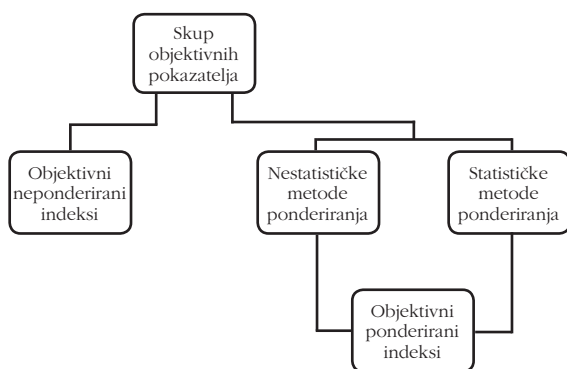 Skup
objektivnih
pokazatelja
Objektivni
neponderirani
indeksi
Nestatističke
metode
ponderiranja
Statističke
metode
ponderiranja
Objektivni
ponderirani
indeksi